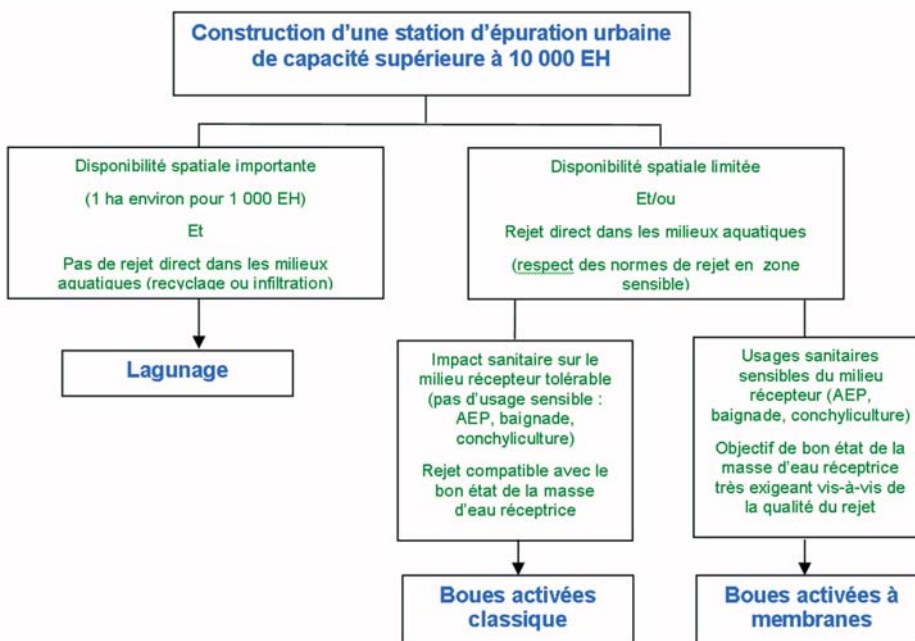 Construction d'une station d'épuration urbaine
de capacité supérieure à 10 000 EH
Disponibilité spatiale importante
(1 ha environ pour 1 000 EH)
Et
Pas de rejet direct dans les milieux
aquatiques (recyclage ou infiltration)
Disponibilité spatiale limitée
Et/ou
Rejet direct dans les milieux aquatiques
(respect des normes de rejet en zone
sensible)
Lagunage
Impact sanitaire sur le
milieu récepteur tolérable
(pas d'usage sensible :
AEP, baignade,
conchyliculture)
Rejet compatible avec le
bon état de la masse
d'eau réceptrice
Usages sanitaires
sensibles du milieu
récepteur (AEP,
baignade, conchyliculture)
Objectif de bon état de la
masse d'eau réceptrice
très exigeant vis-à-vis de
la qualité du rejet
Boues activées
classique
Boues activées à
membranes